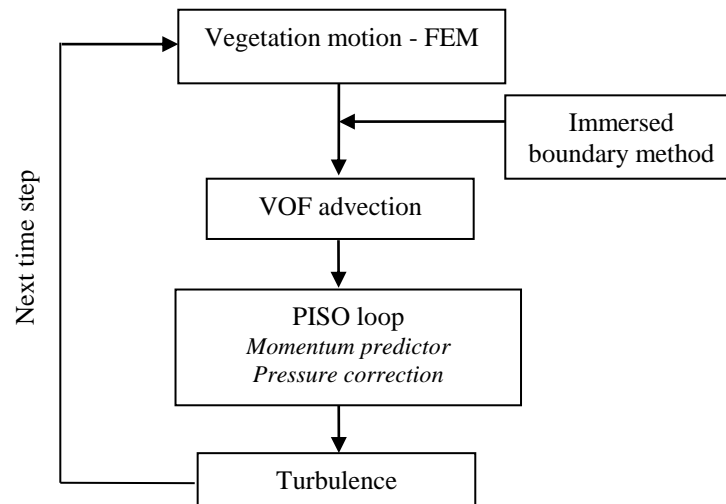 Vegetation motion - FEM
Immersed
boundary method
VOF advection
Next time step
PISO loop
Momentum predictor
Pressure correction
Turbulence